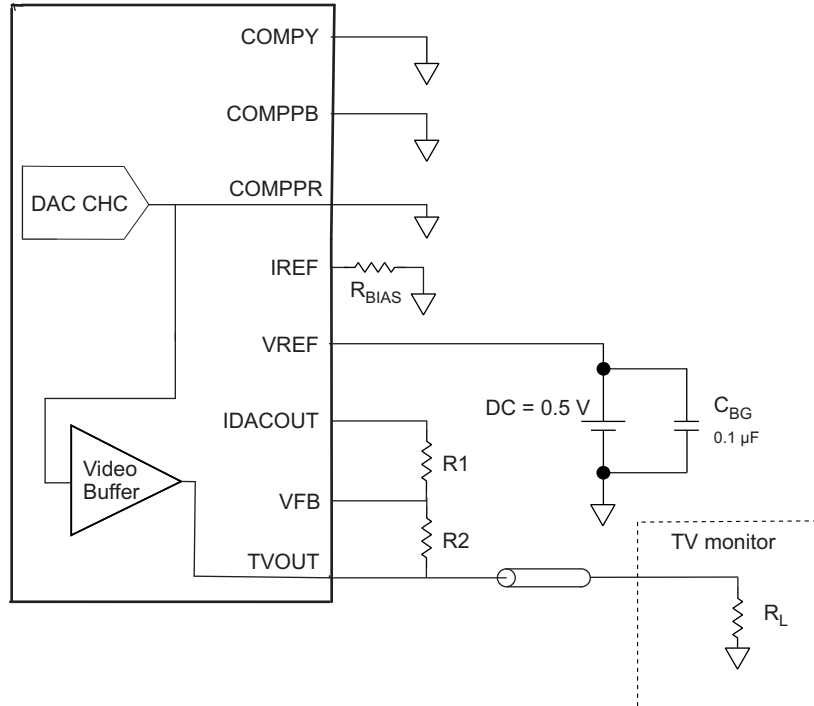 COMPY
COMPPB
COMPPR
DAC CHC
IREF
RBIAS
VREF
DC = 0.5 V
CBG
0.1 µF
IDACOUT
R1
Video
Buffer
VFB
R2
TVOUT
TV monitor
RL